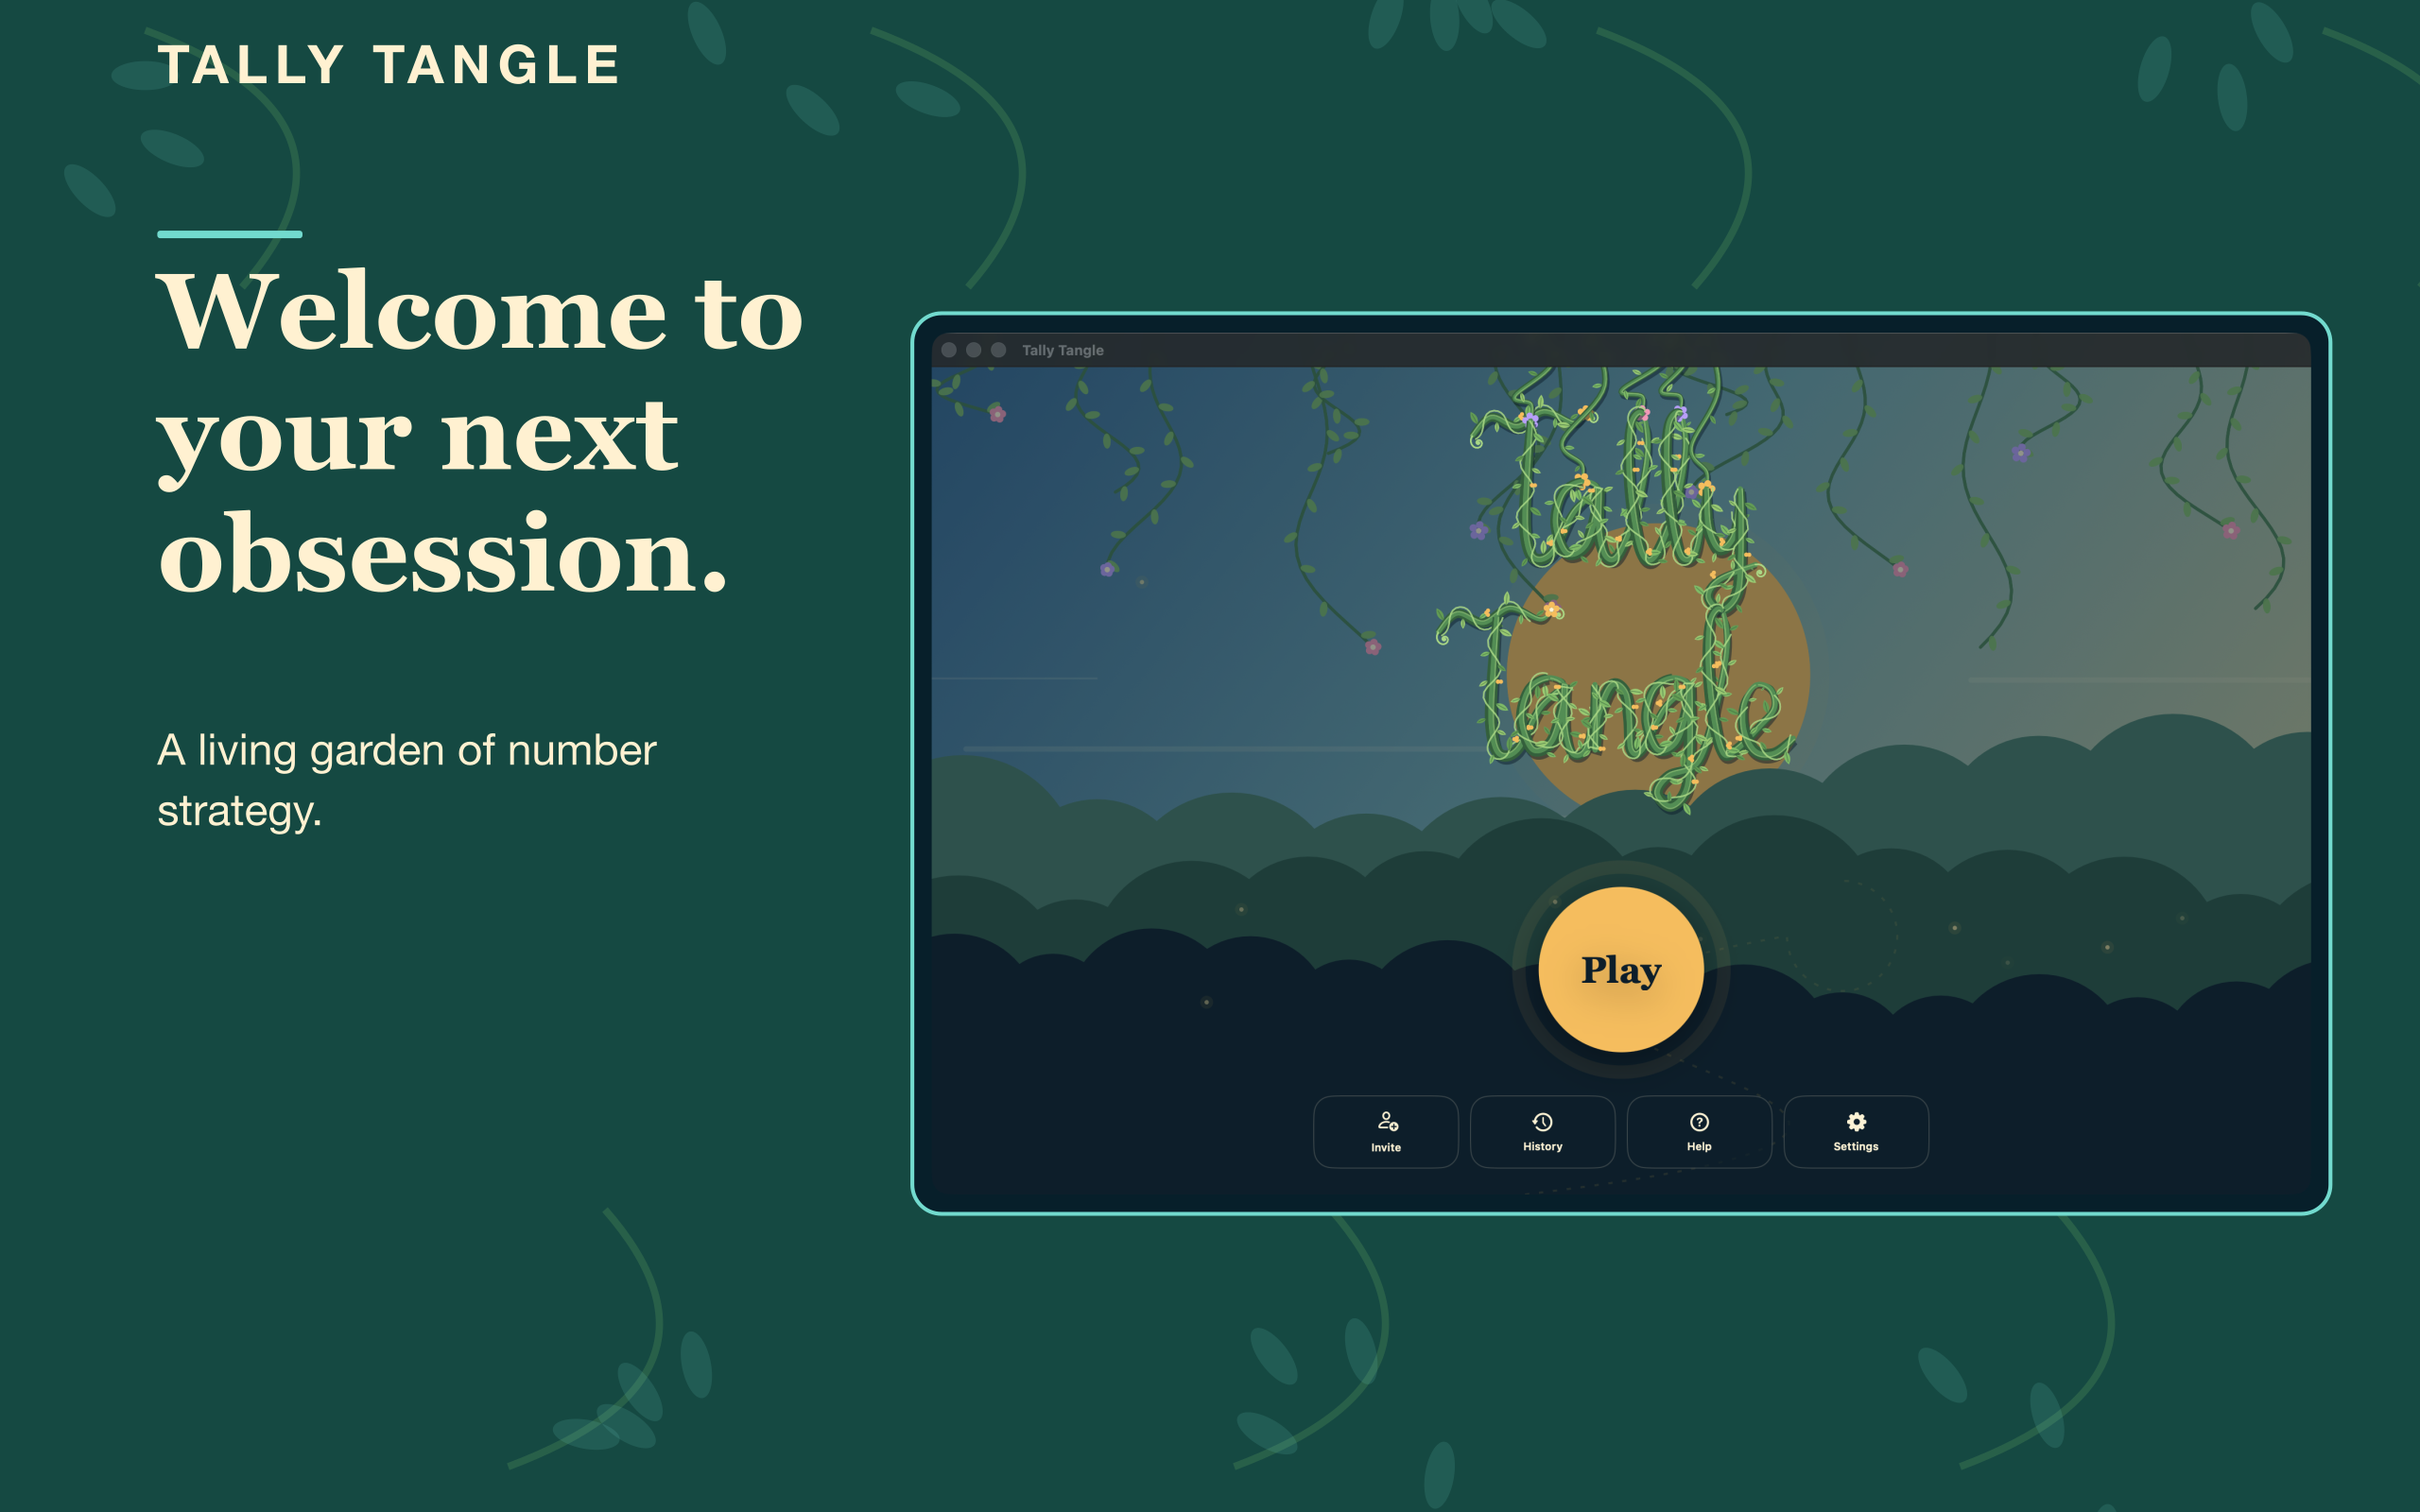 TALLY TANGLE
Welcome to
your next
obsession.
A living garden of number
strategy.
Tally Tangle
Tally
Tangle
Play
Invite
History
Help
Settings